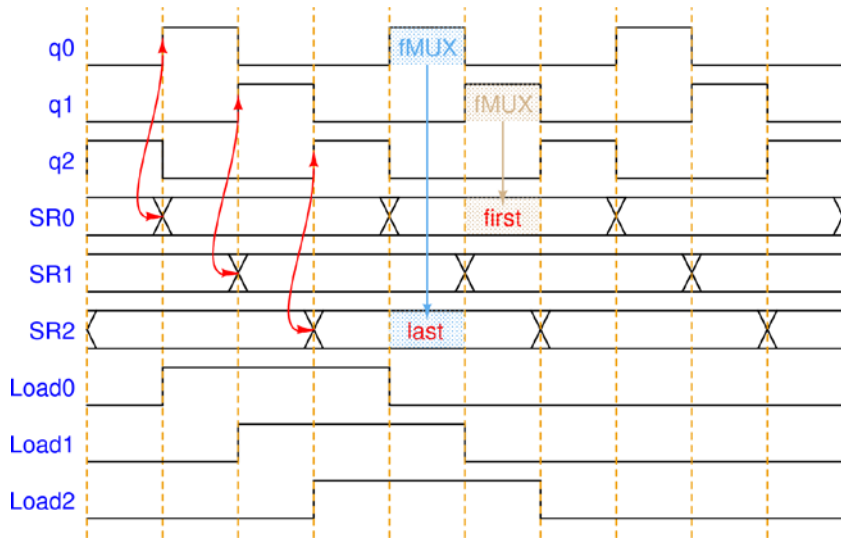 q0 fMUX
q1 fMUX
q2
SR0 first
SR1
SR2 last
Load0
Load1
Load2